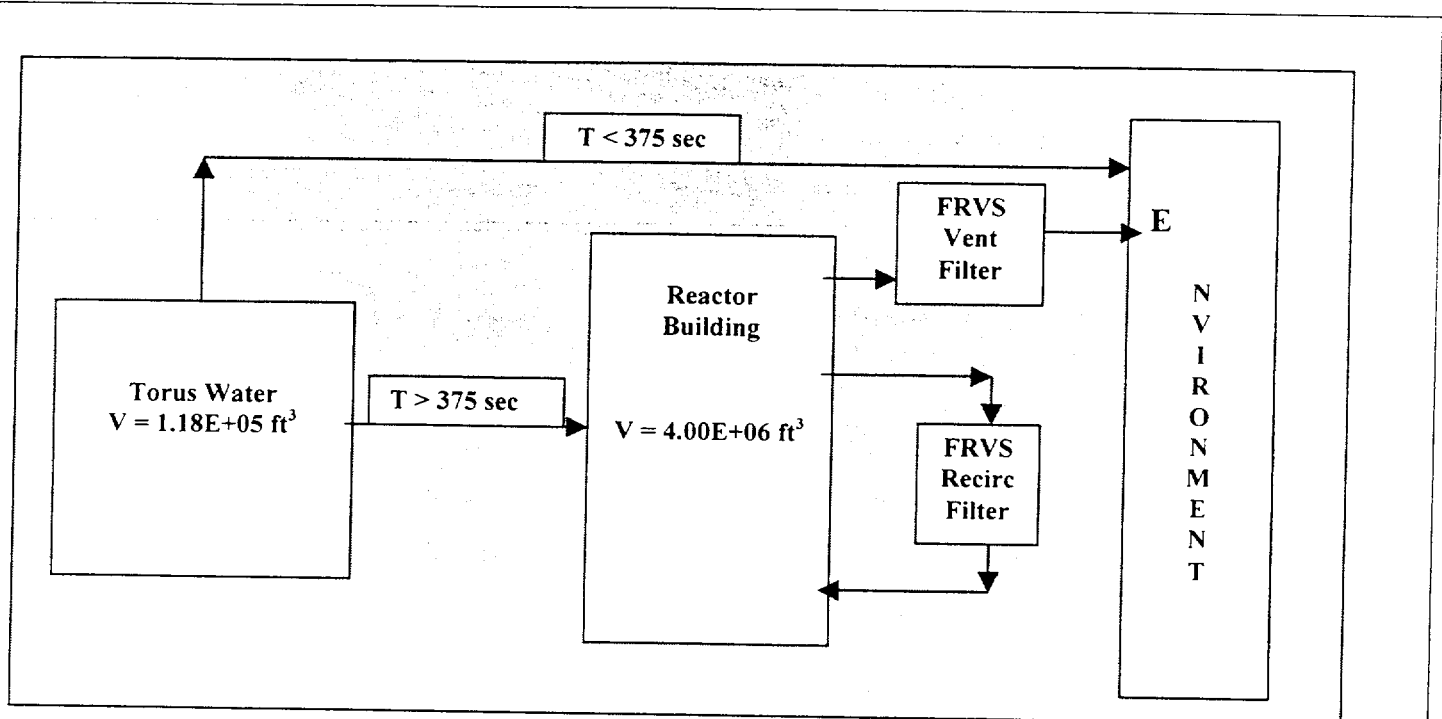 T < 375 sec
FRVS
Vent
Filter
E
N
V
I
R
O
N
M
E
N
T
Reactor
Building
V = 4.00E+06 ft³
Torus Water
V = 1.18E+05 ft³
T > 375 sec
FRVS
Recirc
Filter